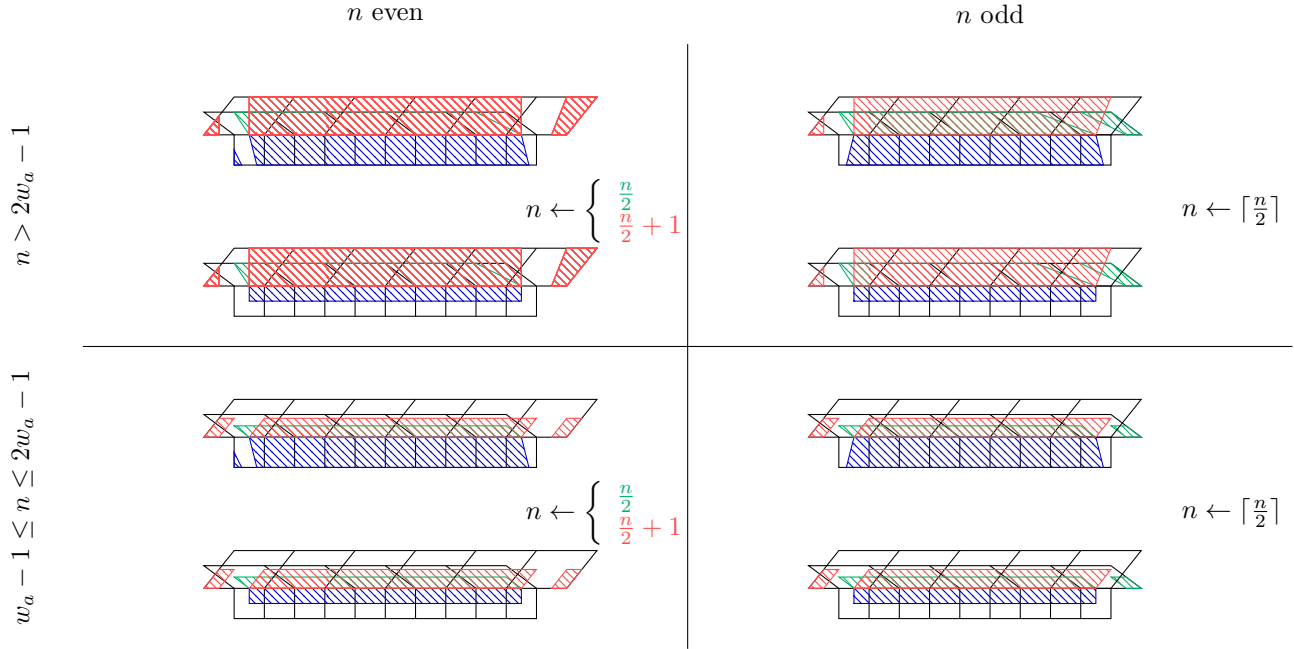 n even
n odd
n > 2w_a − 1
n ← { n/2
n/2 + 1
n ← ⌈n/2⌉
w_a − 1 ≤ n ≤ 2w_a − 1
n ← { n/2
n/2 + 1
n ← ⌈n/2⌉